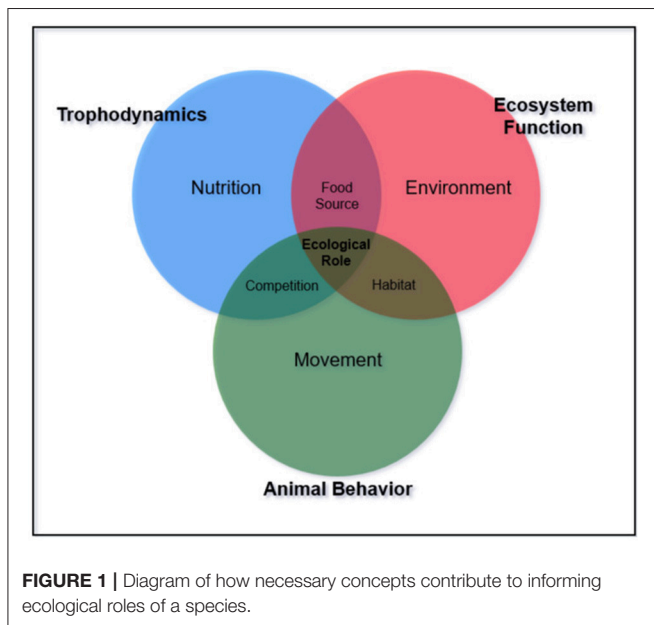 Trophodynamics
Ecosystem
Function
Nutrition
Food
Source
Environment
Ecological
Role
Competition
Habitat
Movement
Animal Behavior
FIGURE 1 | Diagram of how necessary concepts contribute to informing
ecological roles of a species.